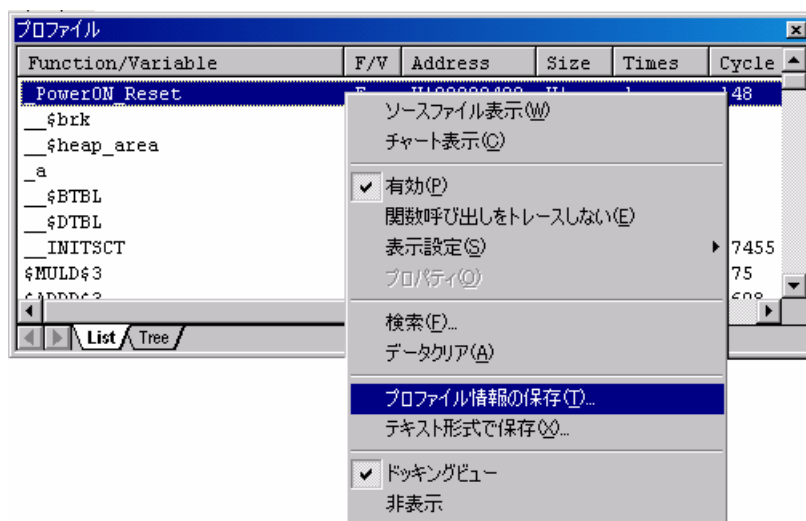 プロファイル
Function/Variable F/V Address Size Times Cycle
_PowerON_Reset 148
__$brk
__$heap_area
_a
__$BTBL
__$DTBL
__INITSCT 7455
$MULD$3 75
List Tree
ソースファイル表示(W)
チャート表示(C)
有効(P)
関数呼び出しをトレースしない(E)
表示設定(S)
プロパティ(O)
検索(F)...
データクリア(A)
プロファイル情報の保存(T)...
テキスト形式で保存(X)...
ドッキングビュー
非表示